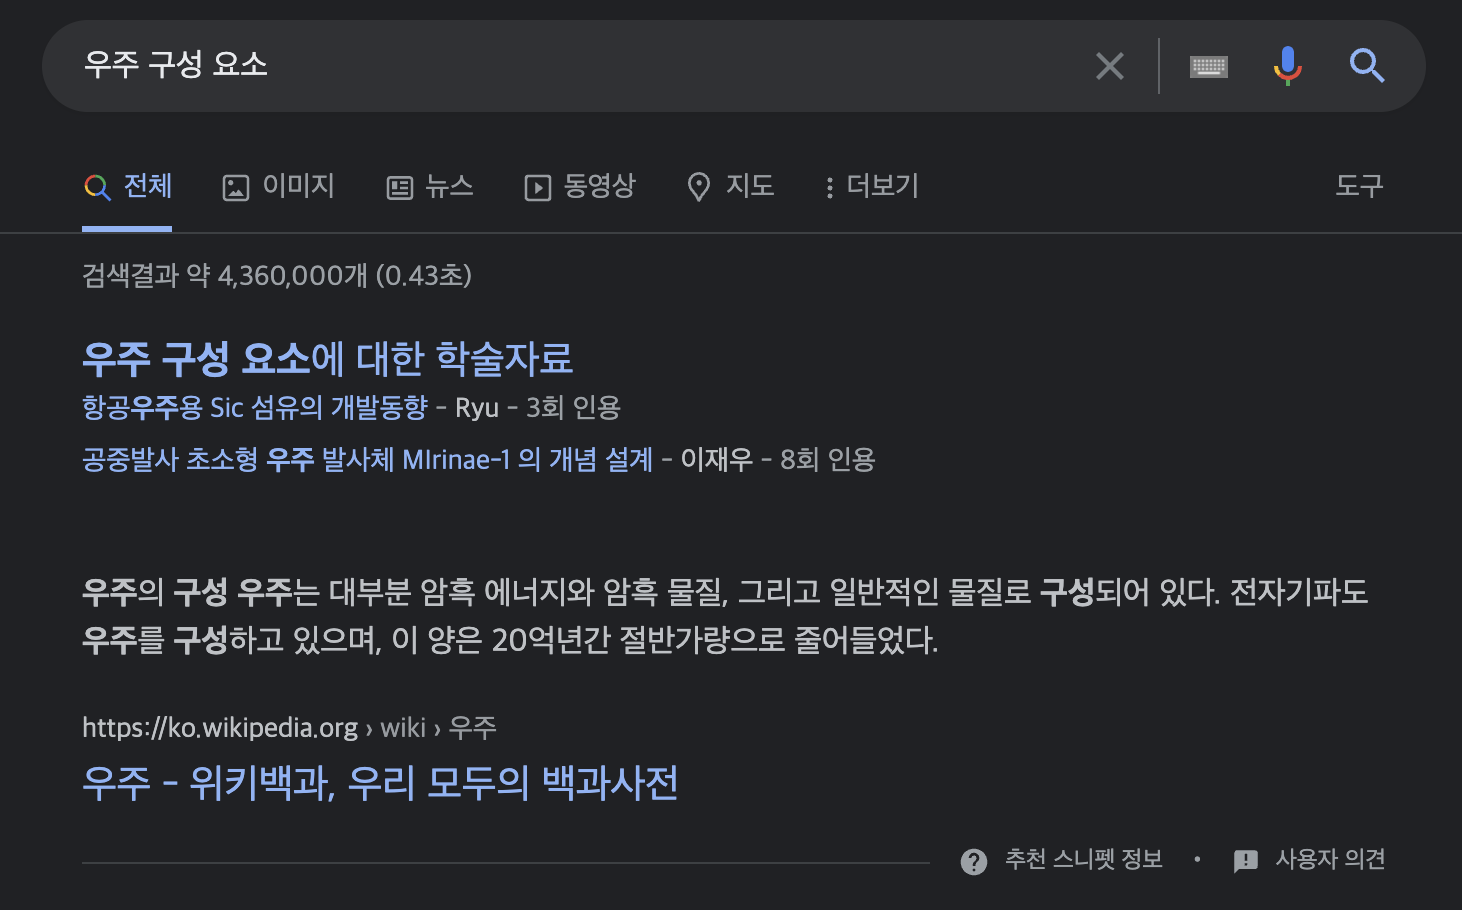 우주 구성 요소
전체 이미지 뉴스 동영상 지도 더보기 도구
검색결과 약 4,360,000개 (0.43초)
우주 구성 요소에 대한 학술자료
항공우주용 Sic 섬유의 개발동향 - Ryu - 3회 인용
공중발사 초소형 우주 발사체 MIrinae-1 의 개념 설계 - 이재우 - 8회 인용
우주의 구성 우주는 대부분 암흑 에너지와 암흑 물질, 그리고 일반적인 물질로 구성되어 있다. 전자기파도
우주를 구성하고 있으며, 이 양은 20억년간 절반가량으로 줄어들었다.
https://ko.wikipedia.org › wiki › 우주
우주 - 위키백과, 우리 모두의 백과사전
추천 스니펫 정보 • 사용자 의견